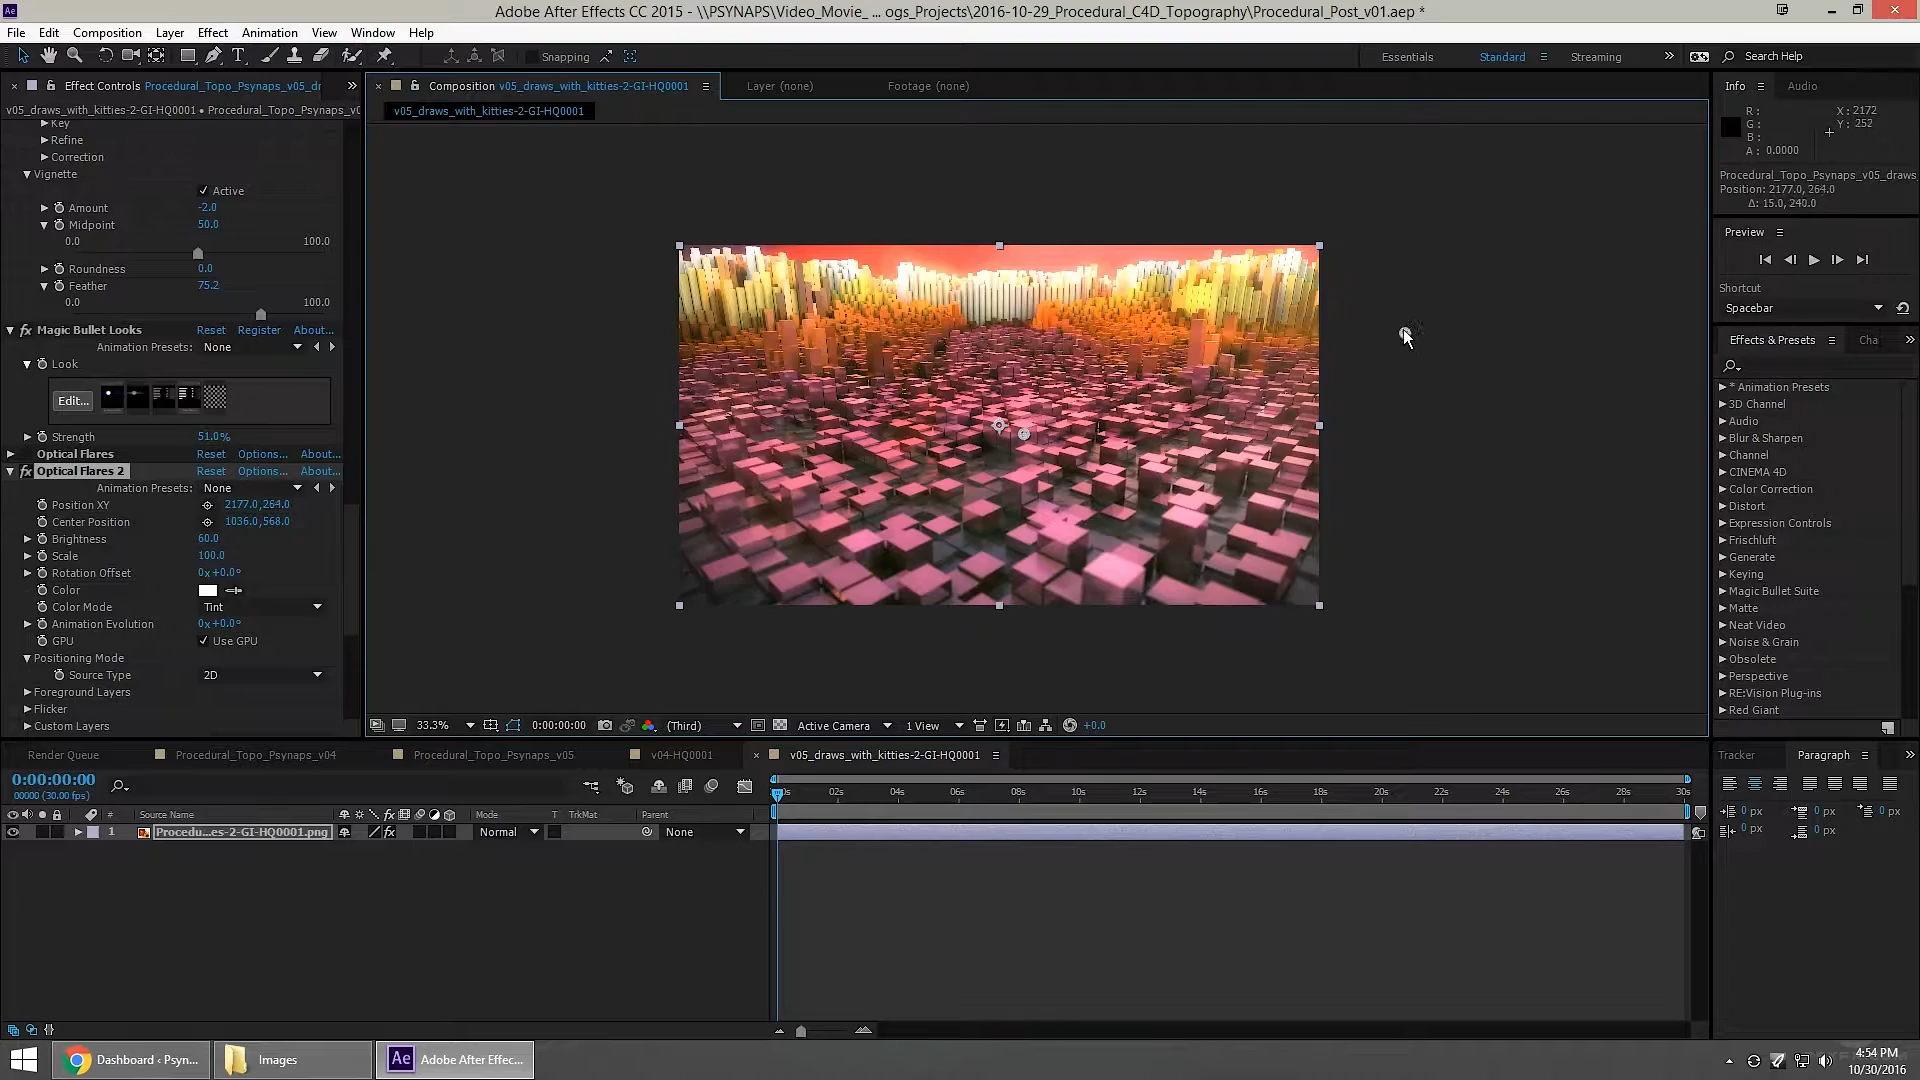 Ae Adobe After Effects CC 2015 - \\PSYNAPS\Video_Movie_ ... ogs_Projects\2016-10-29_Procedural_C4D_Topography\Procedural_Post_v01.aep *
File Edit Composition Layer Effect Animation View Window Help
Snapping Essentials Standard Streaming Search Help
Effect Controls Procedural_Topo_Psynaps_v05_dr
Composition v05_draws_with_kitties-2-GI-HQ0001
Layer (none)
Footage (none)
Info Audio
v05_draws_with_kitties-2-GI-HQ0001 • Procedural_Topo_Psynaps_v0
v05_draws_with_kitties-2-GI-HQ0001
R :
G :
B :
A : 0.0000
X : 2172
Y : 252
Procedural_Topo_Psynaps_v05_draws
Position: 2177.0, 264.0
Δ: 15.0, 240.0
Key
Refine
Correction
Vignette
Active
Amount -2.0
Midpoint 50.0
0.0 100.0
Roundness 0.0
Feather 75.2
0.0 100.0
Magic Bullet Looks Reset Register About...
Animation Presets: None
Look
Edit...
Strength 51.0%
Optical Flares Reset Options... About...
Optical Flares 2 Reset Options... About...
Animation Presets: None
Position XY 2177.0,264.0
Center Position 1036.0,568.0
Brightness 60.0
Scale 100.0
Rotation Offset 0x+0.0°
Color
Color Mode Tint
Animation Evolution 0x+0.0°
GPU Use GPU
Positioning Mode
Source Type 2D
Foreground Layers
Flicker
Custom Layers
Preview
Shortcut
Spacebar
Effects & Presets Cha
* Animation Presets
3D Channel
Audio
Blur & Sharpen
Channel
CINEMA 4D
Color Correction
Distort
Expression Controls
Frischluft
Generate
Keying
Magic Bullet Suite
Matte
Neat Video
Noise & Grain
Obsolete
Perspective
RE:Vision Plug-ins
Red Giant
33.3% 0:00:00:00 (Third) Active Camera 1 View +0.0
Render Queue Procedural_Topo_Psynaps_v04 Procedural_Topo_Psynaps_v05 v04-HQ0001 v05_draws_with_kitties-2-GI-HQ0001
Tracker Paragraph
0:00:00:00
00000 (30.00 fps)
02s 04s 06s 08s 10s 12s 14s 16s 18s 20s 22s 24s 26s 28s 30s
# Source Name Mode T TrkMat Parent
1 Procedu...es-2-GI-HQ0001.png Normal None
0 px 0 px 0 px
0 px 0 px
Dashboard ‹ Psyn... Images Ae Adobe After Effec...
4:54 PM
10/30/2016